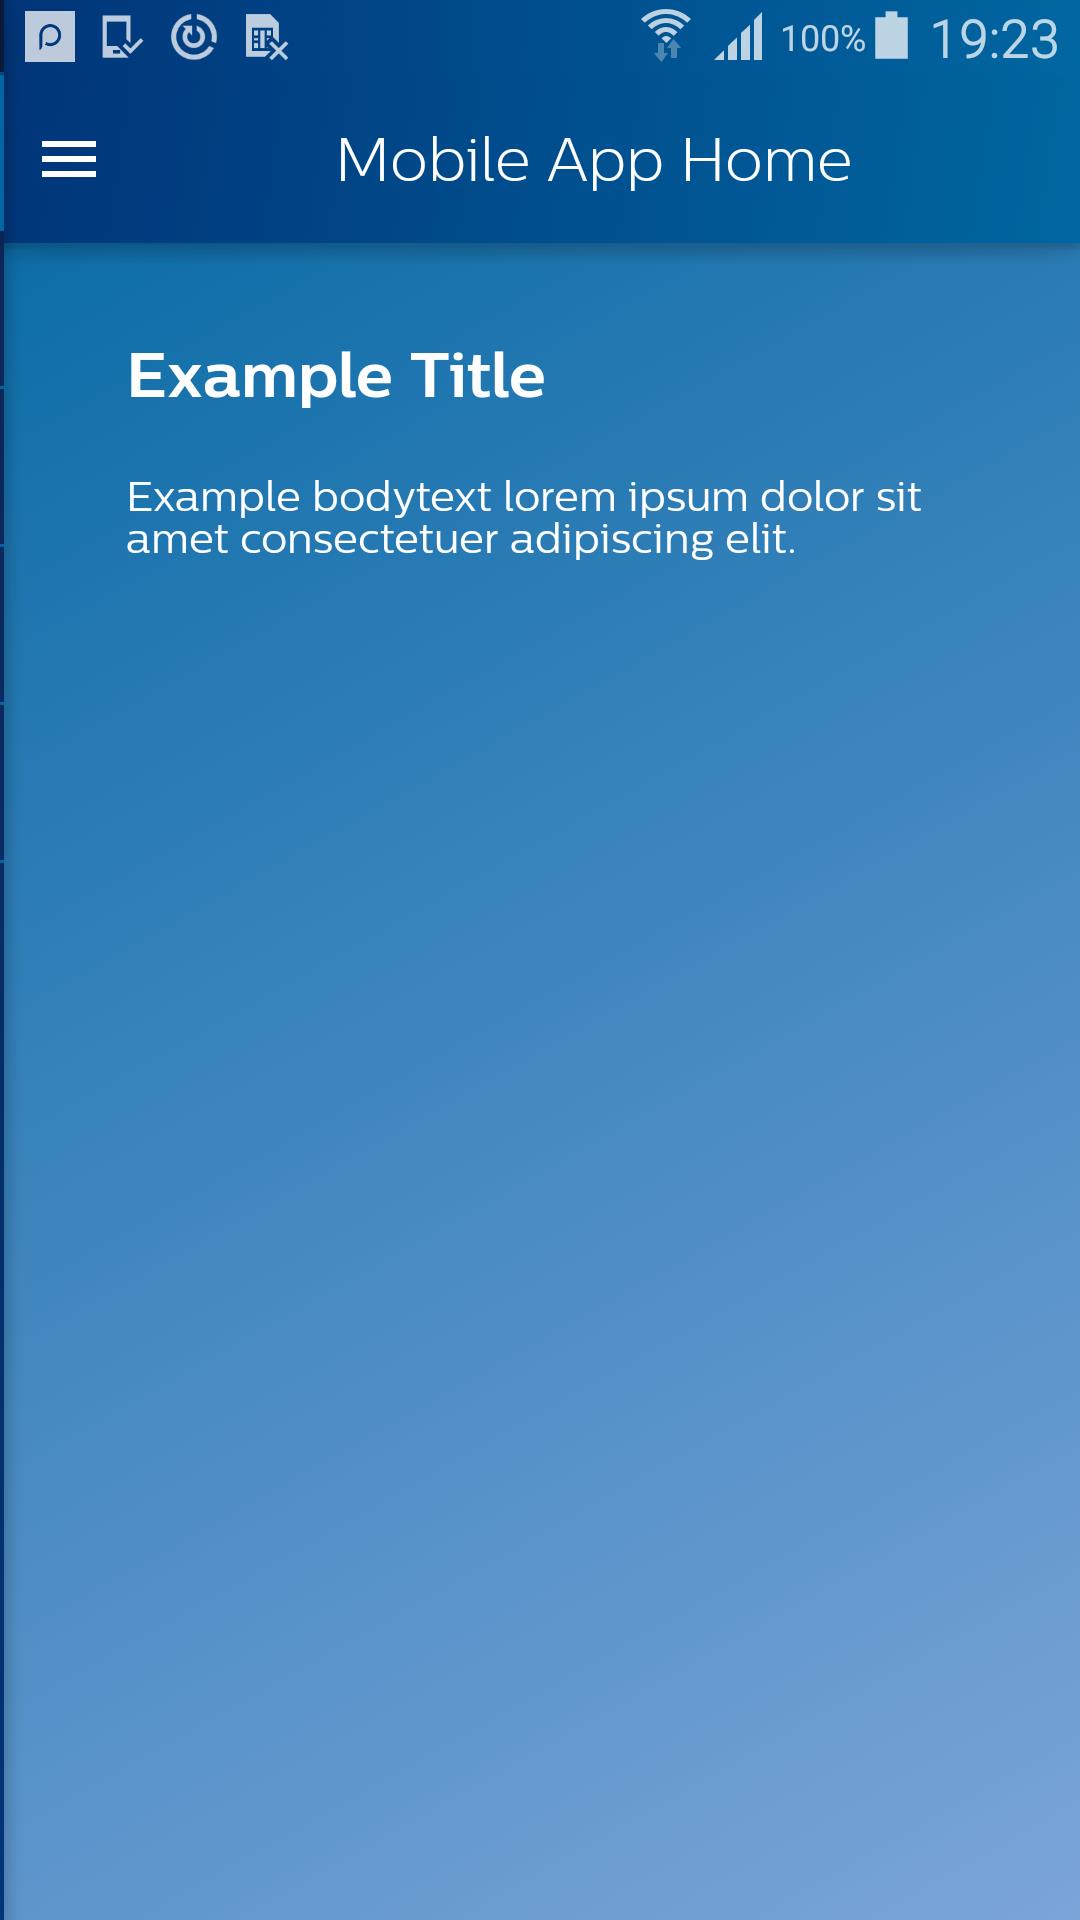 100% 19:23
Mobile App Home
Example Title
Example bodytext lorem ipsum dolor sit
amet consectetuer adipiscing elit.